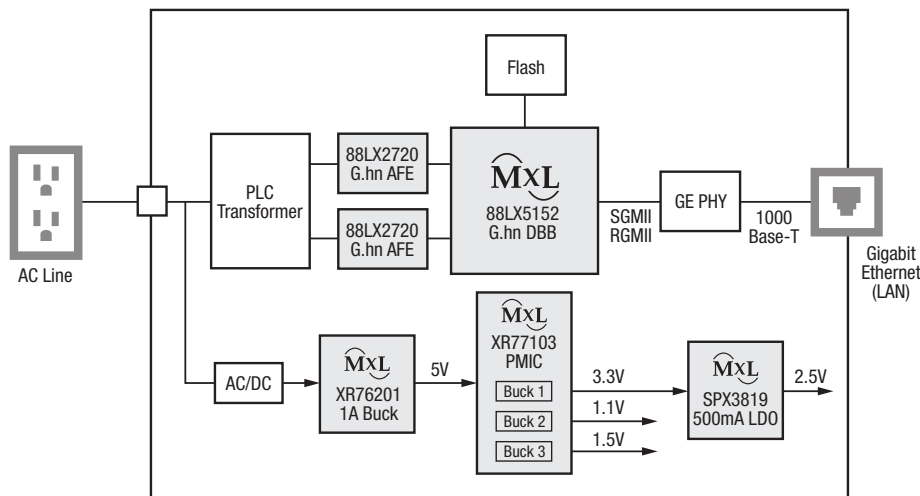 Flash
88LX2720
G.hn AFE
PLC
Transformer
88LX2720
G.hn AFE
MxL
88LX5152
G.hn DBB
SGMII
RGMII
GE PHY
1000
Base-T
AC Line
Gigabit
Ethernet
(LAN)
AC/DC
MxL
XR76201
1A Buck
5V
MxL
XR77103
PMIC
Buck 1
Buck 2
Buck 3
3.3V
1.1V
1.5V
MxL
SPX3819
500mA LDO
2.5V